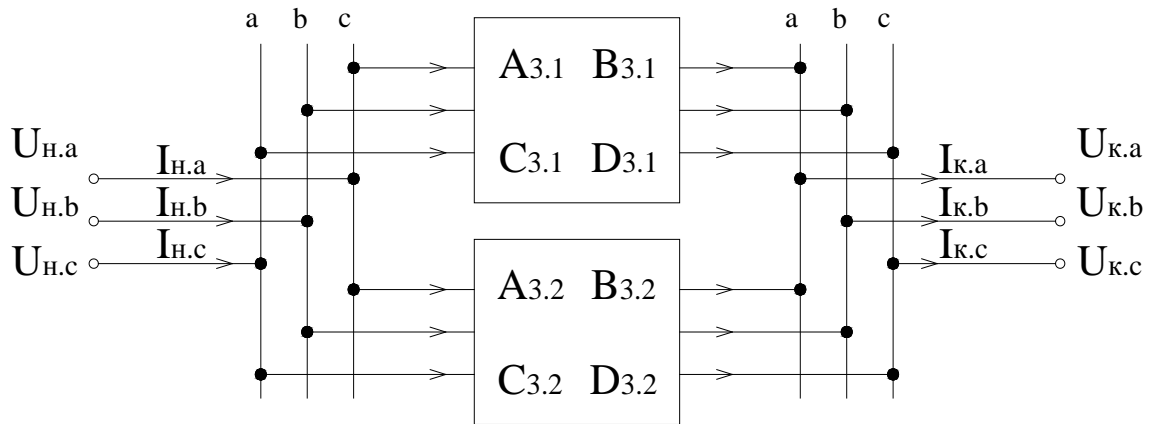 a b c a b c
A3.1 B3.1
Uн.a Iн.a C3.1 D3.1 Iк.a Uк.a
Uн.b Iн.b Iк.b Uк.b
Uн.c Iн.c Iк.c Uк.c
A3.2 B3.2
C3.2 D3.2